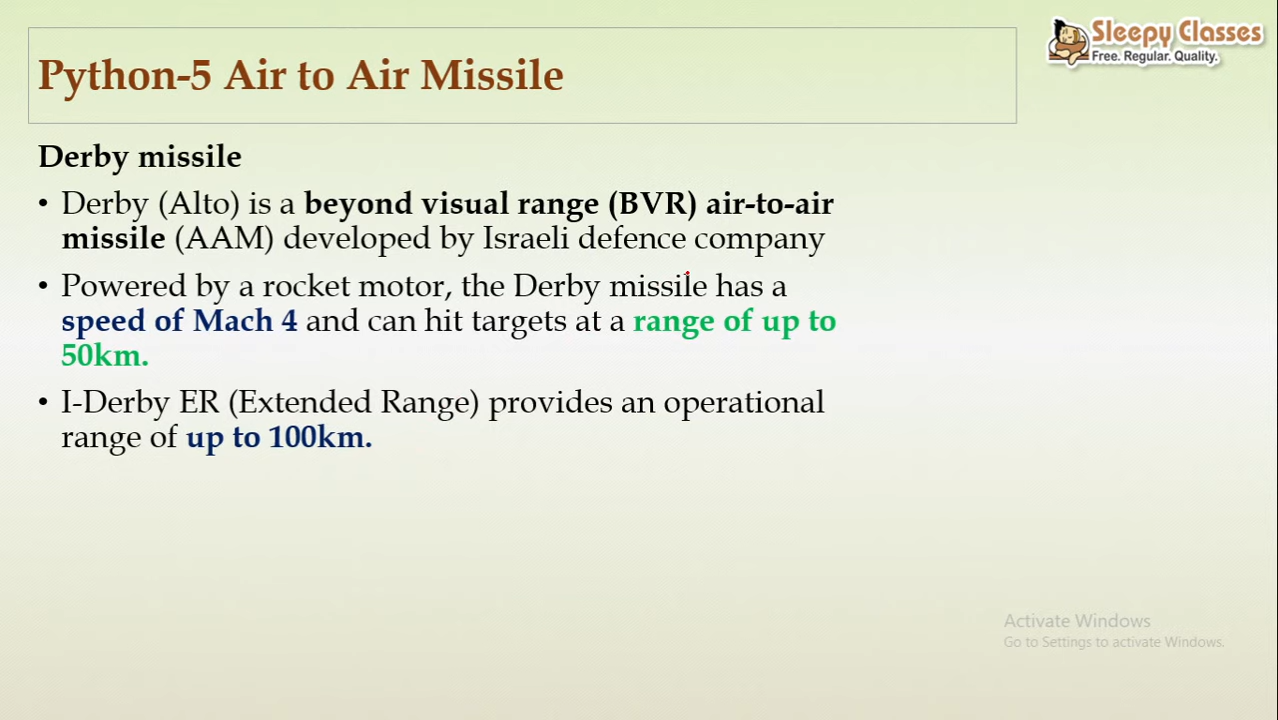 Sleepy Classes
Free. Regular. Quality.
Python-5 Air to Air Missile
Derby missile
• Derby (Alto) is a beyond visual range (BVR) air-to-air
missile (AAM) developed by Israeli defence company
• Powered by a rocket motor, the Derby missile has a
speed of Mach 4 and can hit targets at a range of up to
50km.
• I-Derby ER (Extended Range) provides an operational
range of up to 100km.
Activate Windows
Go to Settings to activate Windows.